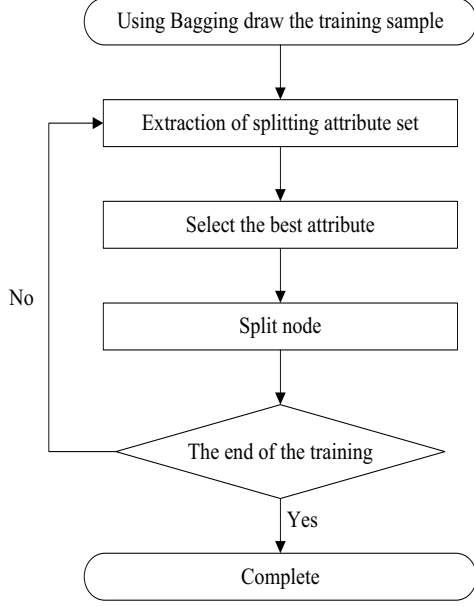 Using Bagging draw the training sample
Extraction of splitting attribute set
Select the best attribute
No
Split node
The end of the training
Yes
Complete